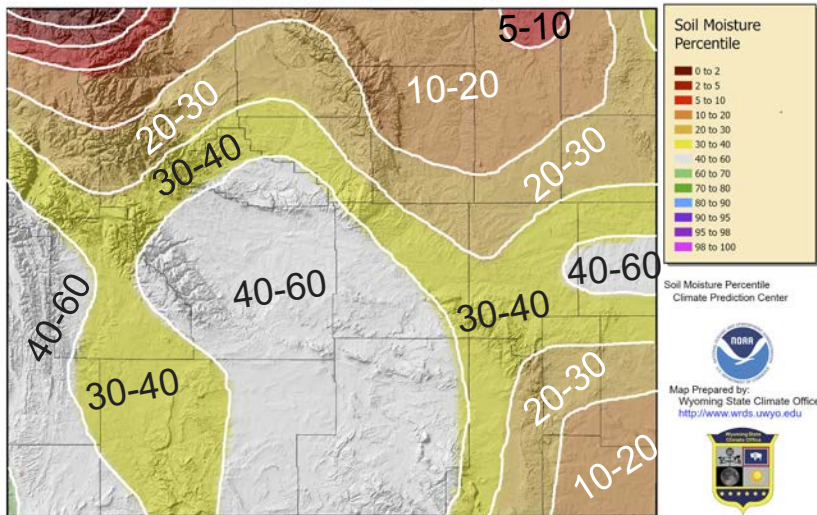 5-10
10-20
20-30
30-40
20-30
40-60
40-60
40-60
30-40
30-40
20-30
10-20
Soil Moisture
Percentile
0 to 2
2 to 5
5 to 10
10 to 20
20 to 30
30 to 40
40 to 60
60 to 70
70 to 80
80 to 90
90 to 95
95 to 98
98 to 100
Soil Moisture Percentile
Climate Prediction Center
NOAA
Map Prepared by:
Wyoming State Climate Office
http://www.wrds.uwyo.edu
Wyoming State
Climate Office